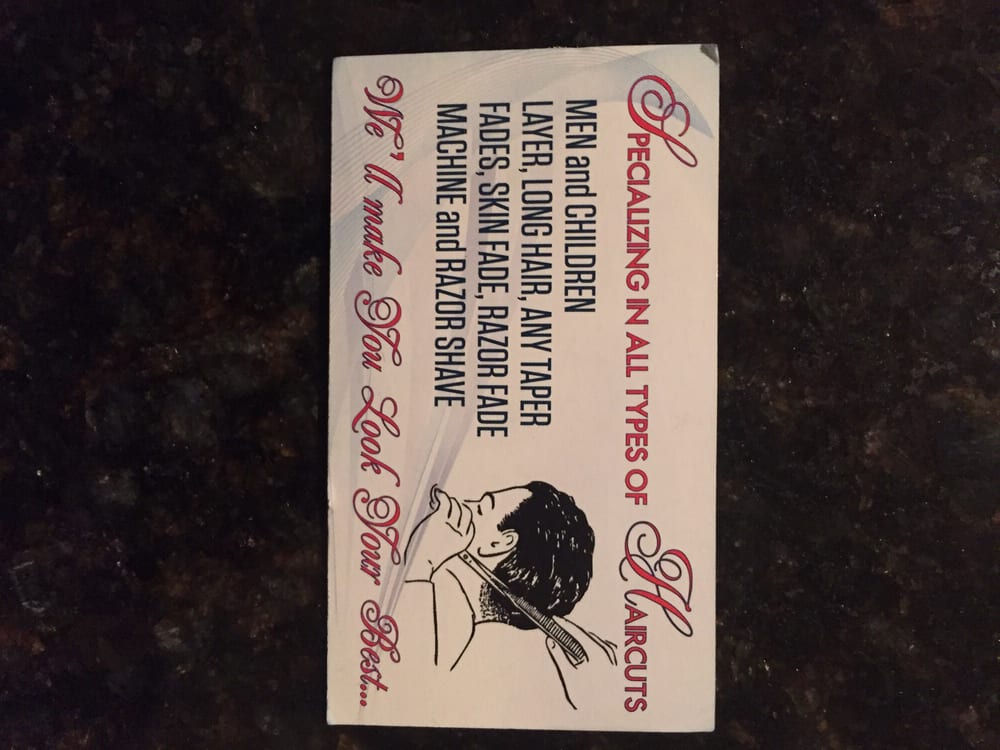 SPECIALIZING IN ALL TYPES OF HAIRCUTS
MEN and CHILDREN
LAYER, LONG HAIR, ANY TAPER
FADES, SKIN FADE, RAZOR FADE
MACHINE and RAZOR SHAVE
We'll make You Look Your Best...